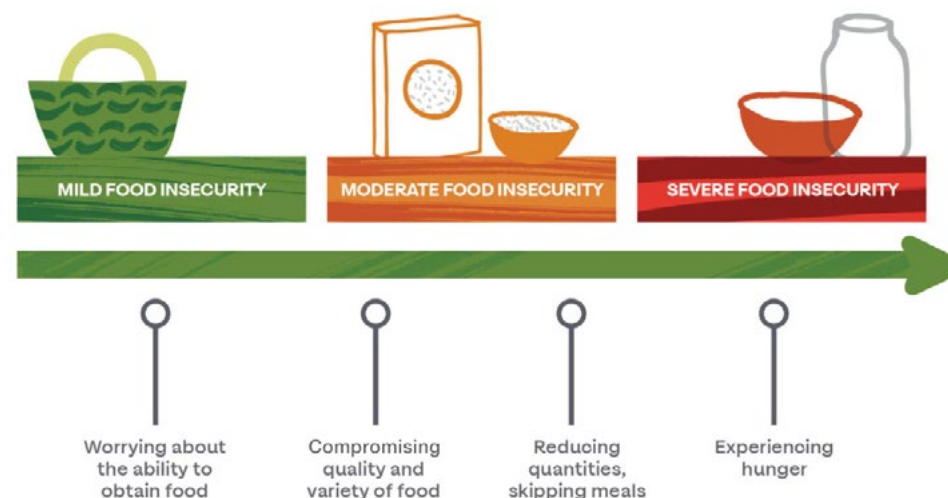 MILD FOOD INSECURITY
MODERATE FOOD INSECURITY
SEVERE FOOD INSECURITY
Worrying about
the ability to
obtain food
Compromising
quality and
variety of food
Reducing
quantities,
skipping meals
Experiencing
hunger